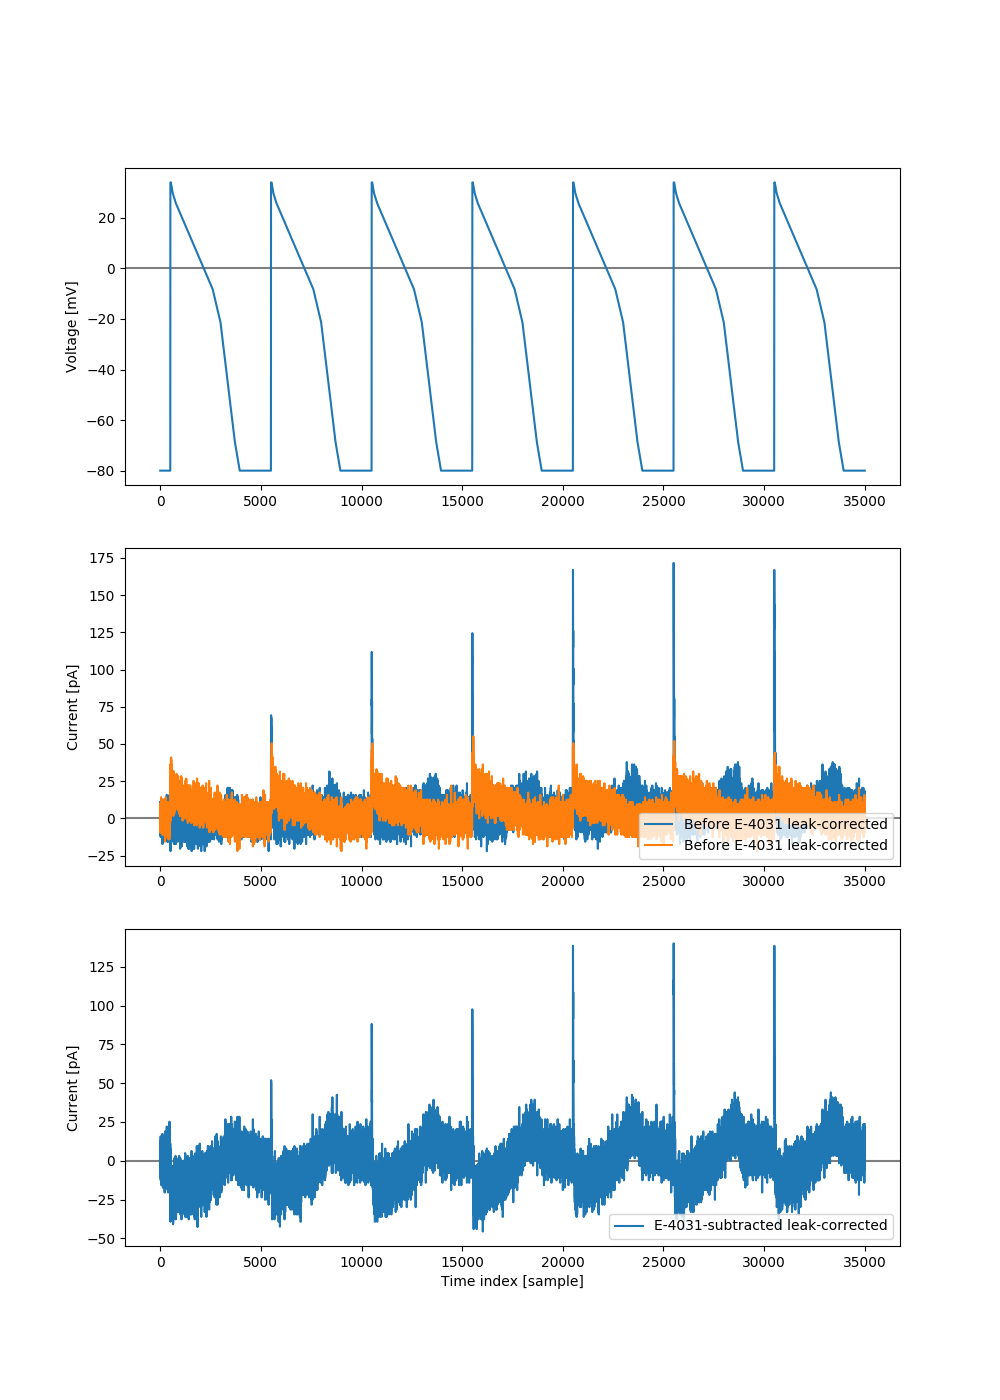 20
0
−20
−40
−60
−80
Voltage [mV]
0 5000 10000 15000 20000 25000 30000 35000
175
150
125
100
75
50
25
0
−25
Current [pA]
Before E-4031 leak-corrected
Before E-4031 leak-corrected
0 5000 10000 15000 20000 25000 30000 35000
125
100
75
50
25
0
−25
−50
Current [pA]
E-4031-subtracted leak-corrected
0 5000 10000 15000 20000 25000 30000 35000
Time index [sample]